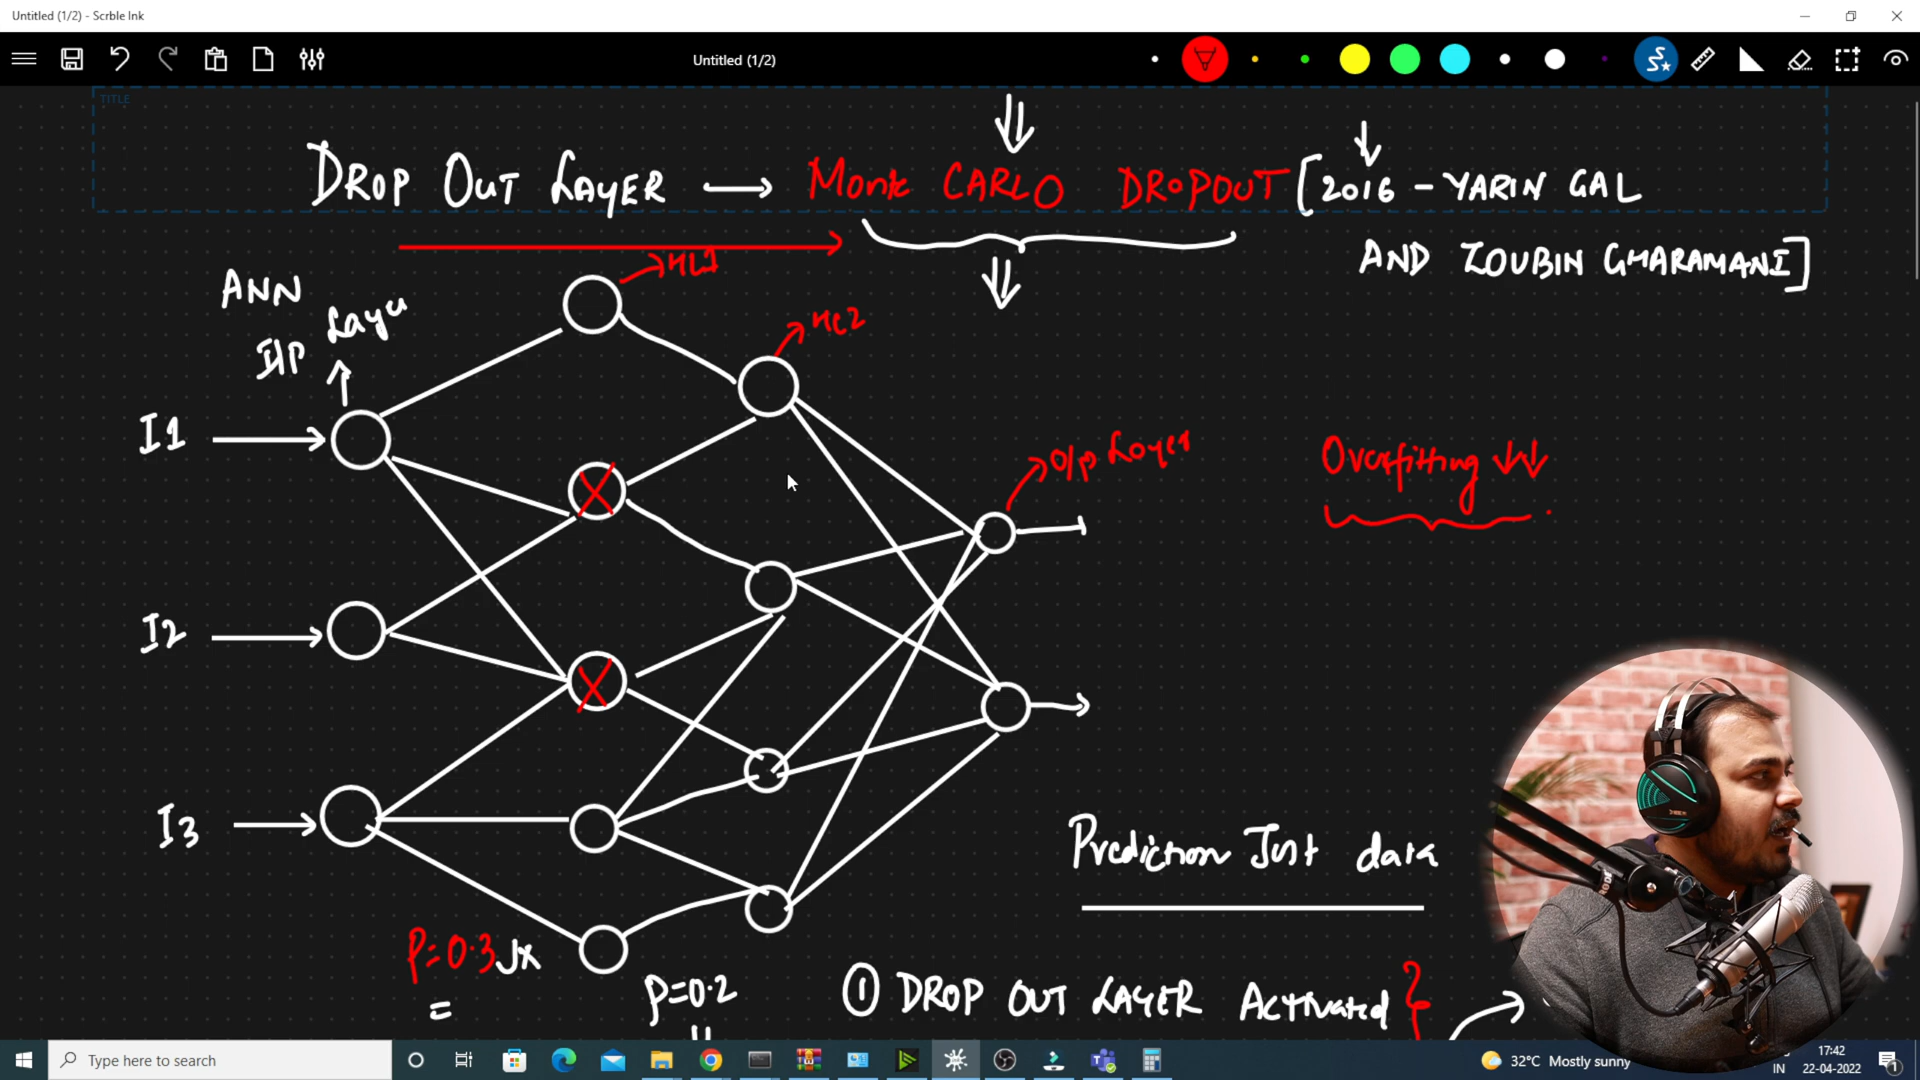 Untitled (1/2) - Scrble Ink
Untitled (1/2)
TITLE
DROP OUT LAYER → Monte CARLO DROPOUT [2016 - YARIN GAL
AND ZOUBIN GHARAMANI]
HL1
ANN
Layer
I/P
HL2
I1
O/p Layer
Overfitting ↓↓
I2
I3
Prediction Test data
P=0.3
=
P=0.2
① DROP OUT LAYER Activated
Type here to search
32°C Mostly sunny
17:42
IN 22-04-2022